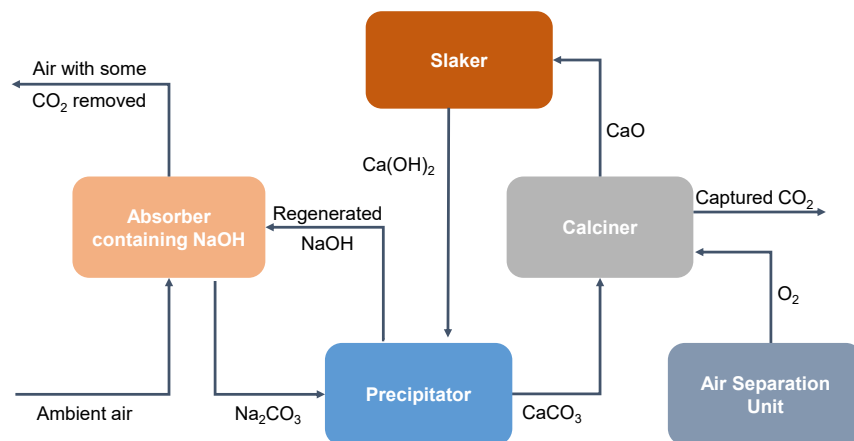 Air with some
CO₂ removed
Slaker
CaO
Ca(OH)₂
Absorber
containing NaOH
Regenerated
NaOH
Calciner
Captured CO₂
O₂
Ambient air
Na₂CO₃
Precipitator
CaCO₃
Air Separation
Unit